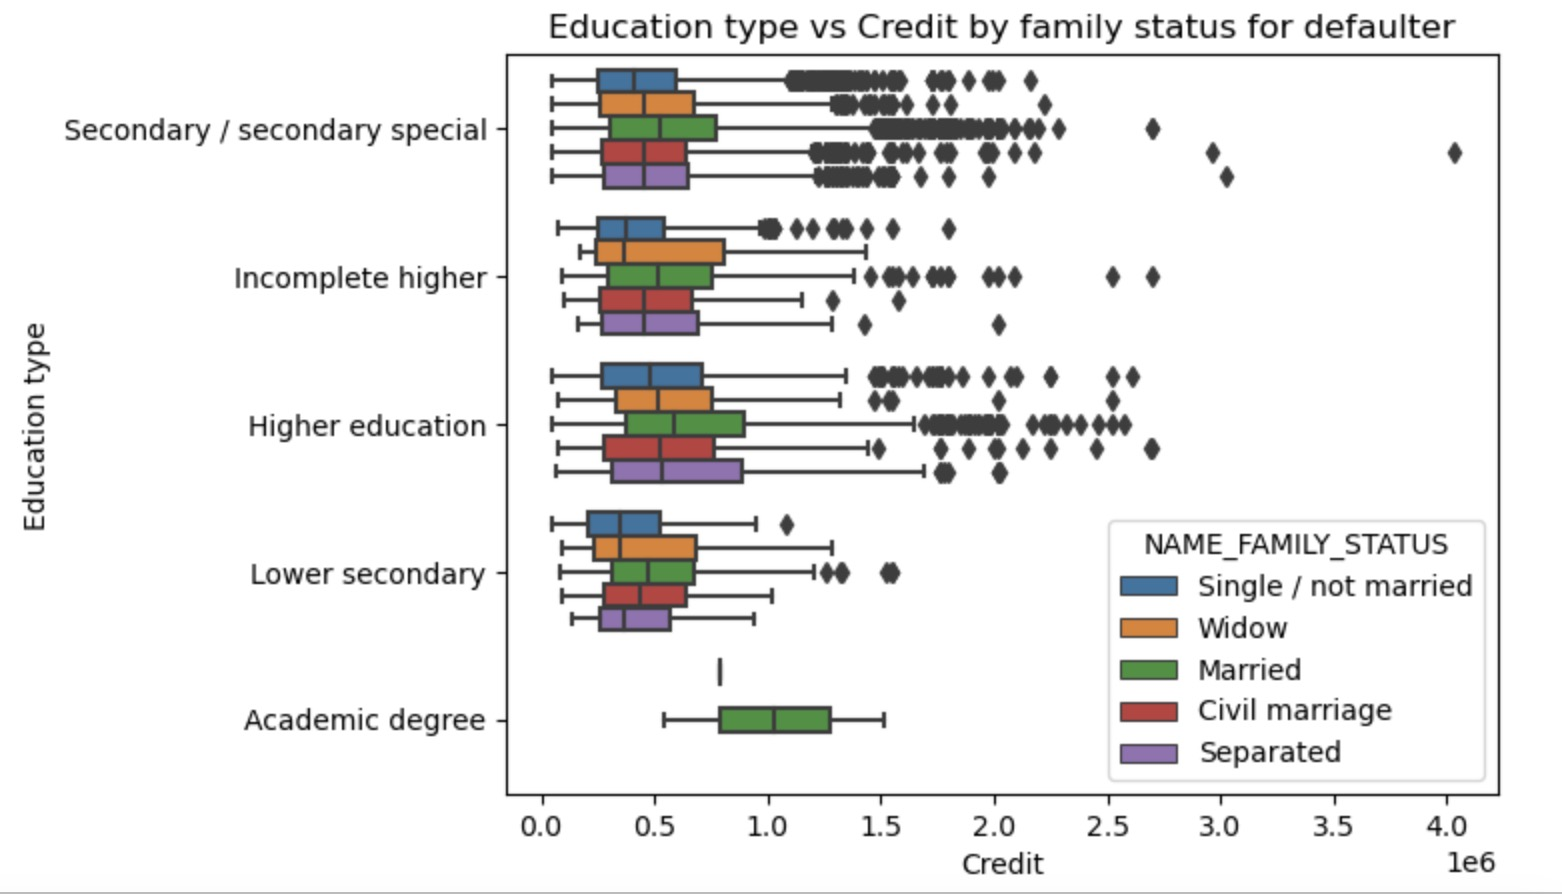 Education type vs Credit by family status for defaulter
Education type
Secondary / secondary special
Incomplete higher
Higher education
Lower secondary
Academic degree
NAME_FAMILY_STATUS
Single / not married
Widow
Married
Civil marriage
Separated
0.0 0.5 1.0 1.5 2.0 2.5 3.0 3.5 4.0
Credit
1e6